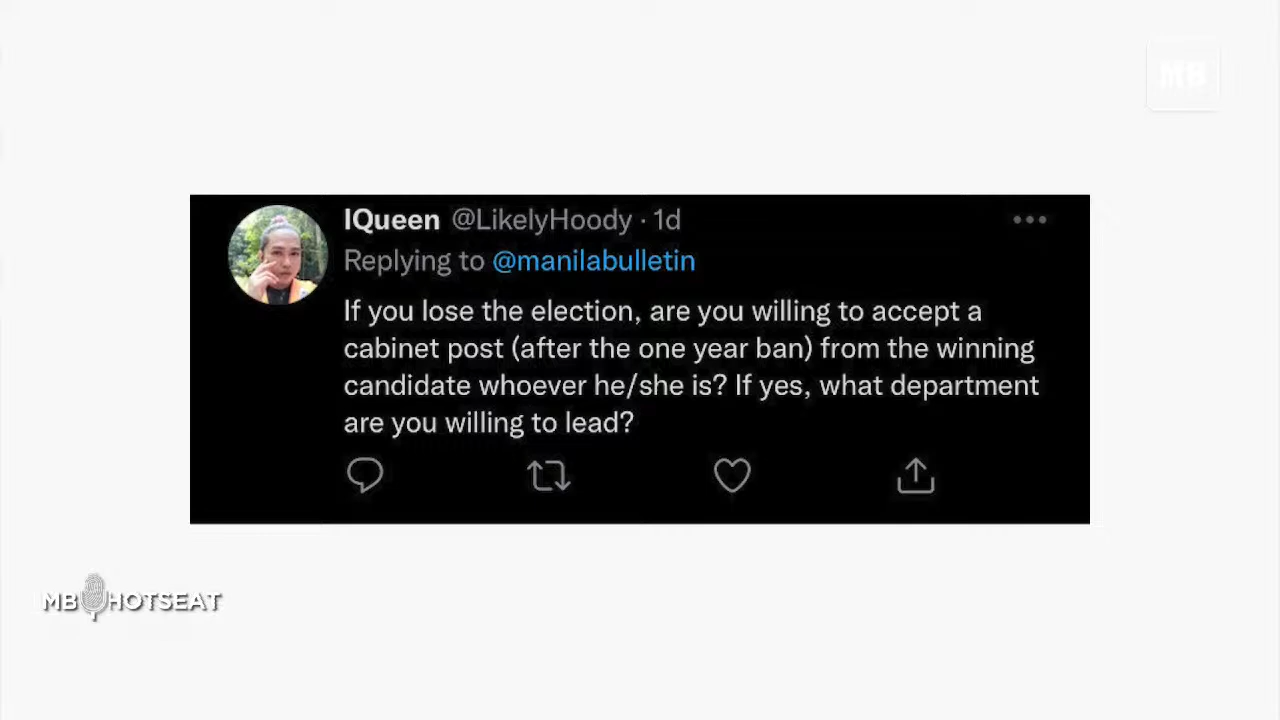 MB
IQueen @LikelyHoody · 1d
Replying to @manilabulletin
If you lose the election, are you willing to accept a
cabinet post (after the one year ban) from the winning
candidate whoever he/she is? If yes, what department
are you willing to lead?
MB HOTSEAT